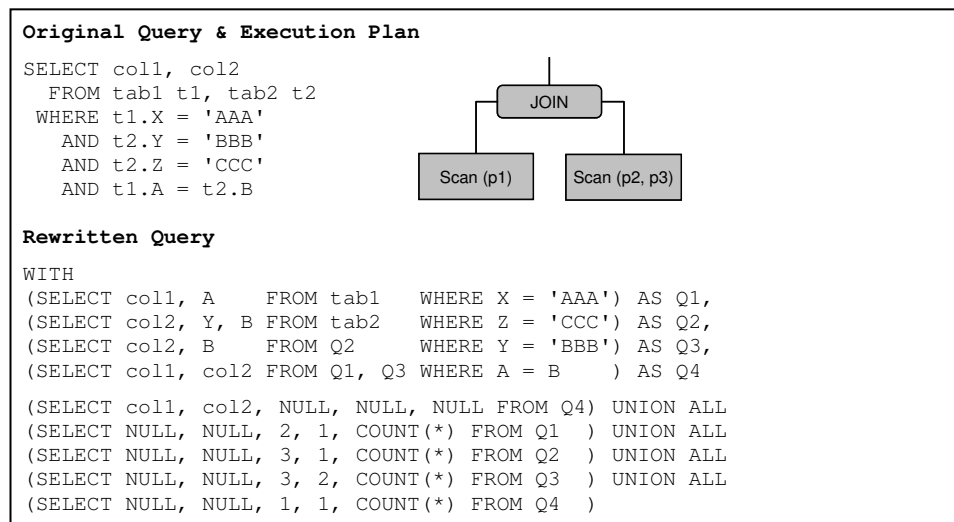 Original Query & Execution Plan
SELECT col1, col2
FROM tab1 t1, tab2 t2
WHERE t1.X = 'AAA'
AND t2.Y = 'BBB'
AND t2.Z = 'CCC'
AND t1.A = t2.B
JOIN
Scan (p1)
Scan (p2, p3)
Rewritten Query
WITH
(SELECT col1, A FROM tab1 WHERE X = 'AAA') AS Q1,
(SELECT col2, Y, B FROM tab2 WHERE Z = 'CCC') AS Q2,
(SELECT col2, B FROM Q2 WHERE Y = 'BBB') AS Q3,
(SELECT col1, col2 FROM Q1, Q3 WHERE A = B ) AS Q4
(SELECT col1, col2, NULL, NULL, NULL FROM Q4) UNION ALL
(SELECT NULL, NULL, 2, 1, COUNT(*) FROM Q1 ) UNION ALL
(SELECT NULL, NULL, 3, 1, COUNT(*) FROM Q2 ) UNION ALL
(SELECT NULL, NULL, 3, 2, COUNT(*) FROM Q3 ) UNION ALL
(SELECT NULL, NULL, 1, 1, COUNT(*) FROM Q4 )